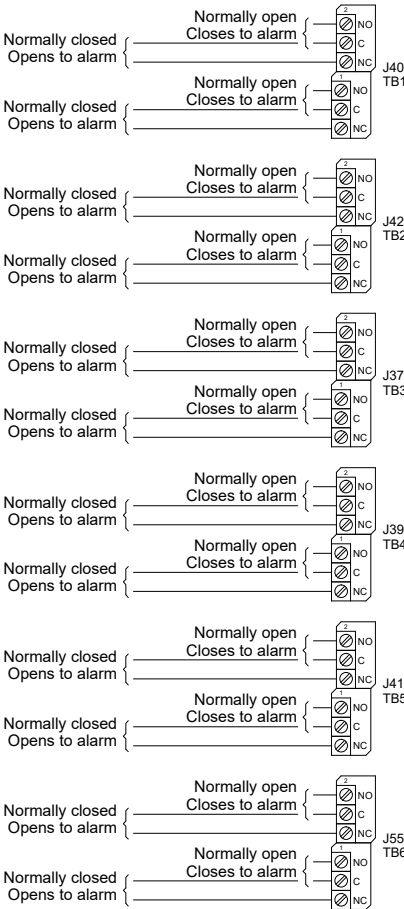 2
Normally open
Closes to alarm
NO
Normally closed
Opens to alarm
C
NC
J40
TB1
1
Normally open
Closes to alarm
NO
Normally closed
Opens to alarm
C
NC
2
Normally open
Closes to alarm
NO
Normally closed
Opens to alarm
C
NC
J42
TB2
1
Normally open
Closes to alarm
NO
Normally closed
Opens to alarm
C
NC
2
Normally open
Closes to alarm
NO
Normally closed
Opens to alarm
C
NC
J37
TB3
1
Normally open
Closes to alarm
NO
Normally closed
Opens to alarm
C
NC
2
Normally open
Closes to alarm
NO
Normally closed
Opens to alarm
C
NC
J39
TB4
1
Normally open
Closes to alarm
NO
Normally closed
Opens to alarm
C
NC
2
Normally open
Closes to alarm
NO
Normally closed
Opens to alarm
C
NC
J41
TB5
1
Normally open
Closes to alarm
NO
Normally closed
Opens to alarm
C
NC
2
Normally open
Closes to alarm
NO
Normally closed
Opens to alarm
C
NC
J55
TB6
1
Normally open
Closes to alarm
NO
Normally closed
Opens to alarm
C
NC